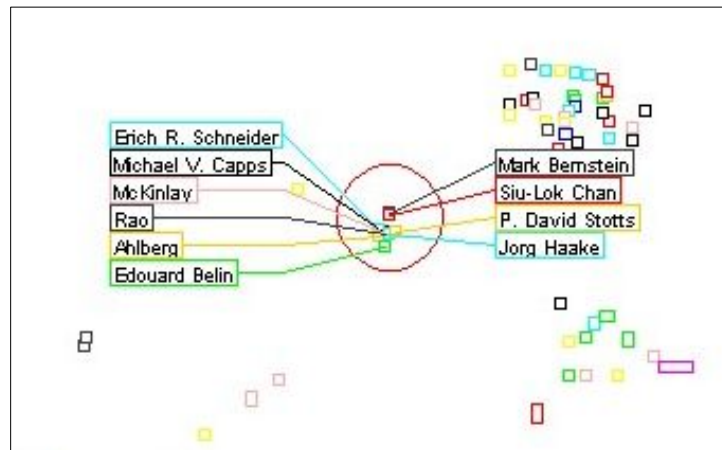 Erich R. Schneider
Michael V. Capps
McKinlay
Rao
Ahlberg
Edouard Belin
Mark Bernstein
Siu-Lok Chan
P. David Stotts
Jorg Haake